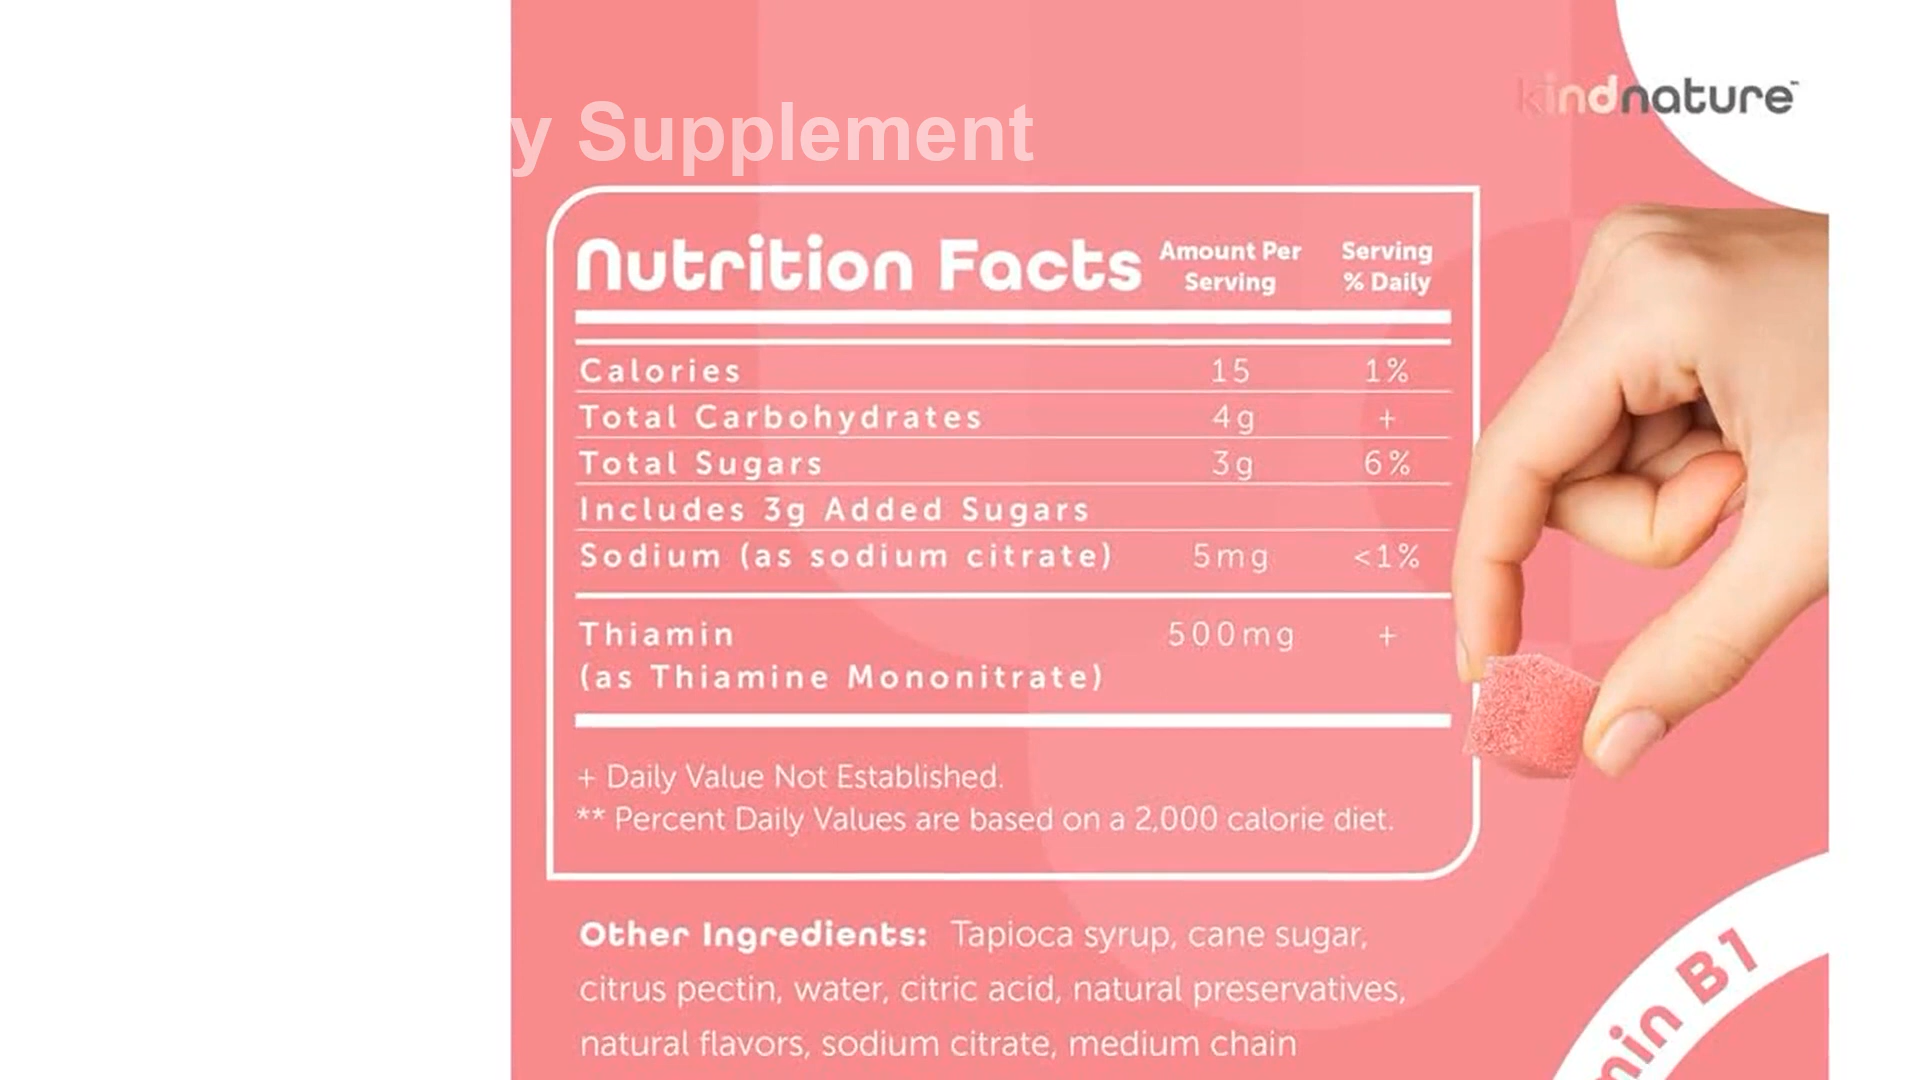 kindnature™
y Supplement
Nutrition Facts Amount Per Serving Serving % Daily
Calories 15 1%
Total Carbohydrates 4g +
Total Sugars 3g 6%
Includes 3g Added Sugars
Sodium (as sodium citrate) 5mg <1%
Thiamin 500mg +
(as Thiamine Mononitrate)
+ Daily Value Not Established.
** Percent Daily Values are based on a 2,000 calorie diet.
Other Ingredients: Tapioca syrup, cane sugar,
citrus pectin, water, citric acid, natural preservatives,
natural flavors, sodium citrate, medium chain
min B1